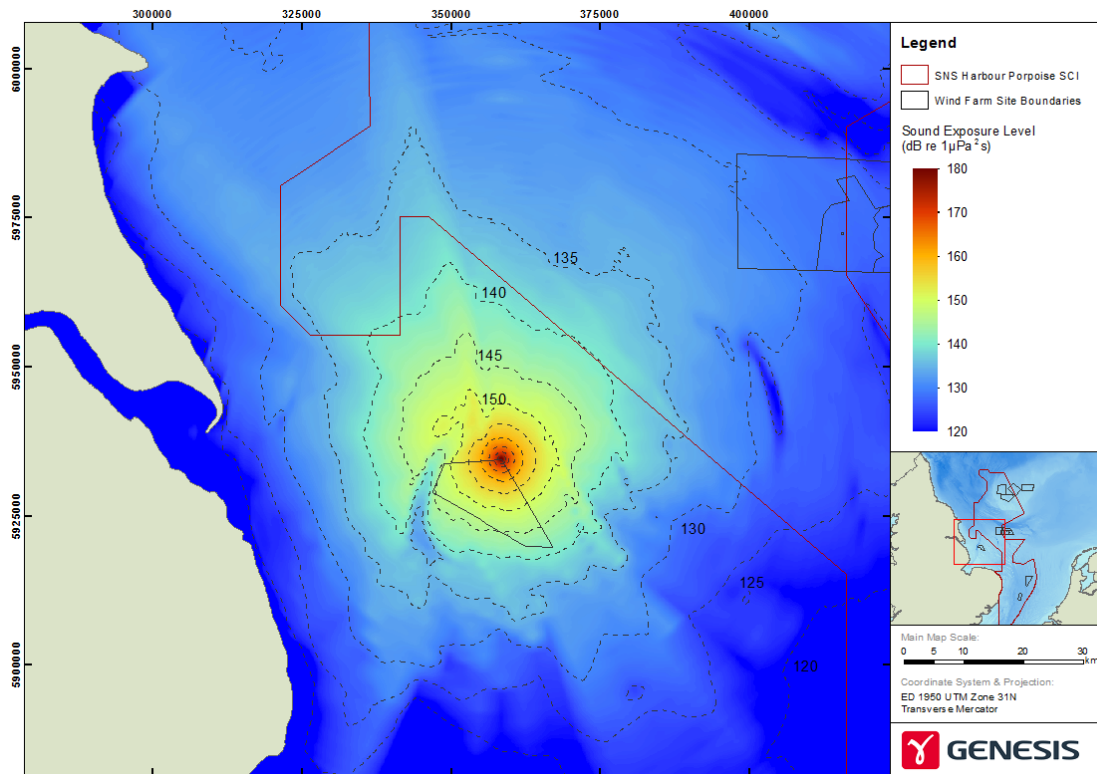 300000 325000 350000 375000 400000
6000000
5975000
5950000
5925000
5900000
135
140
145
150
130
125
120
Legend
SNS Harbour Porpoise SCI
Wind Farm Site Boundaries
Sound Exposure Level
(dB re 1µPa²s)
180
170
160
150
140
130
120
Main Map Scale:
0 5 10 20 30
km
Coordinate System & Projection:
ED 1950 UTM Zone 31N
Transverse Mercator
GENESIS